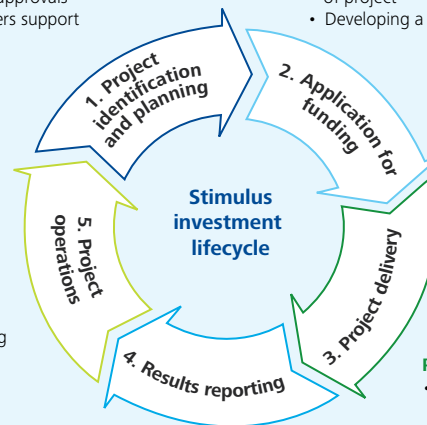 approvals
ers support
of project
• Developing a
1. Project
identification
and planning
2. Application for
funding
Stimulus
investment
lifecycle
5. Project
operations
3. Project delivery
4. Results reporting